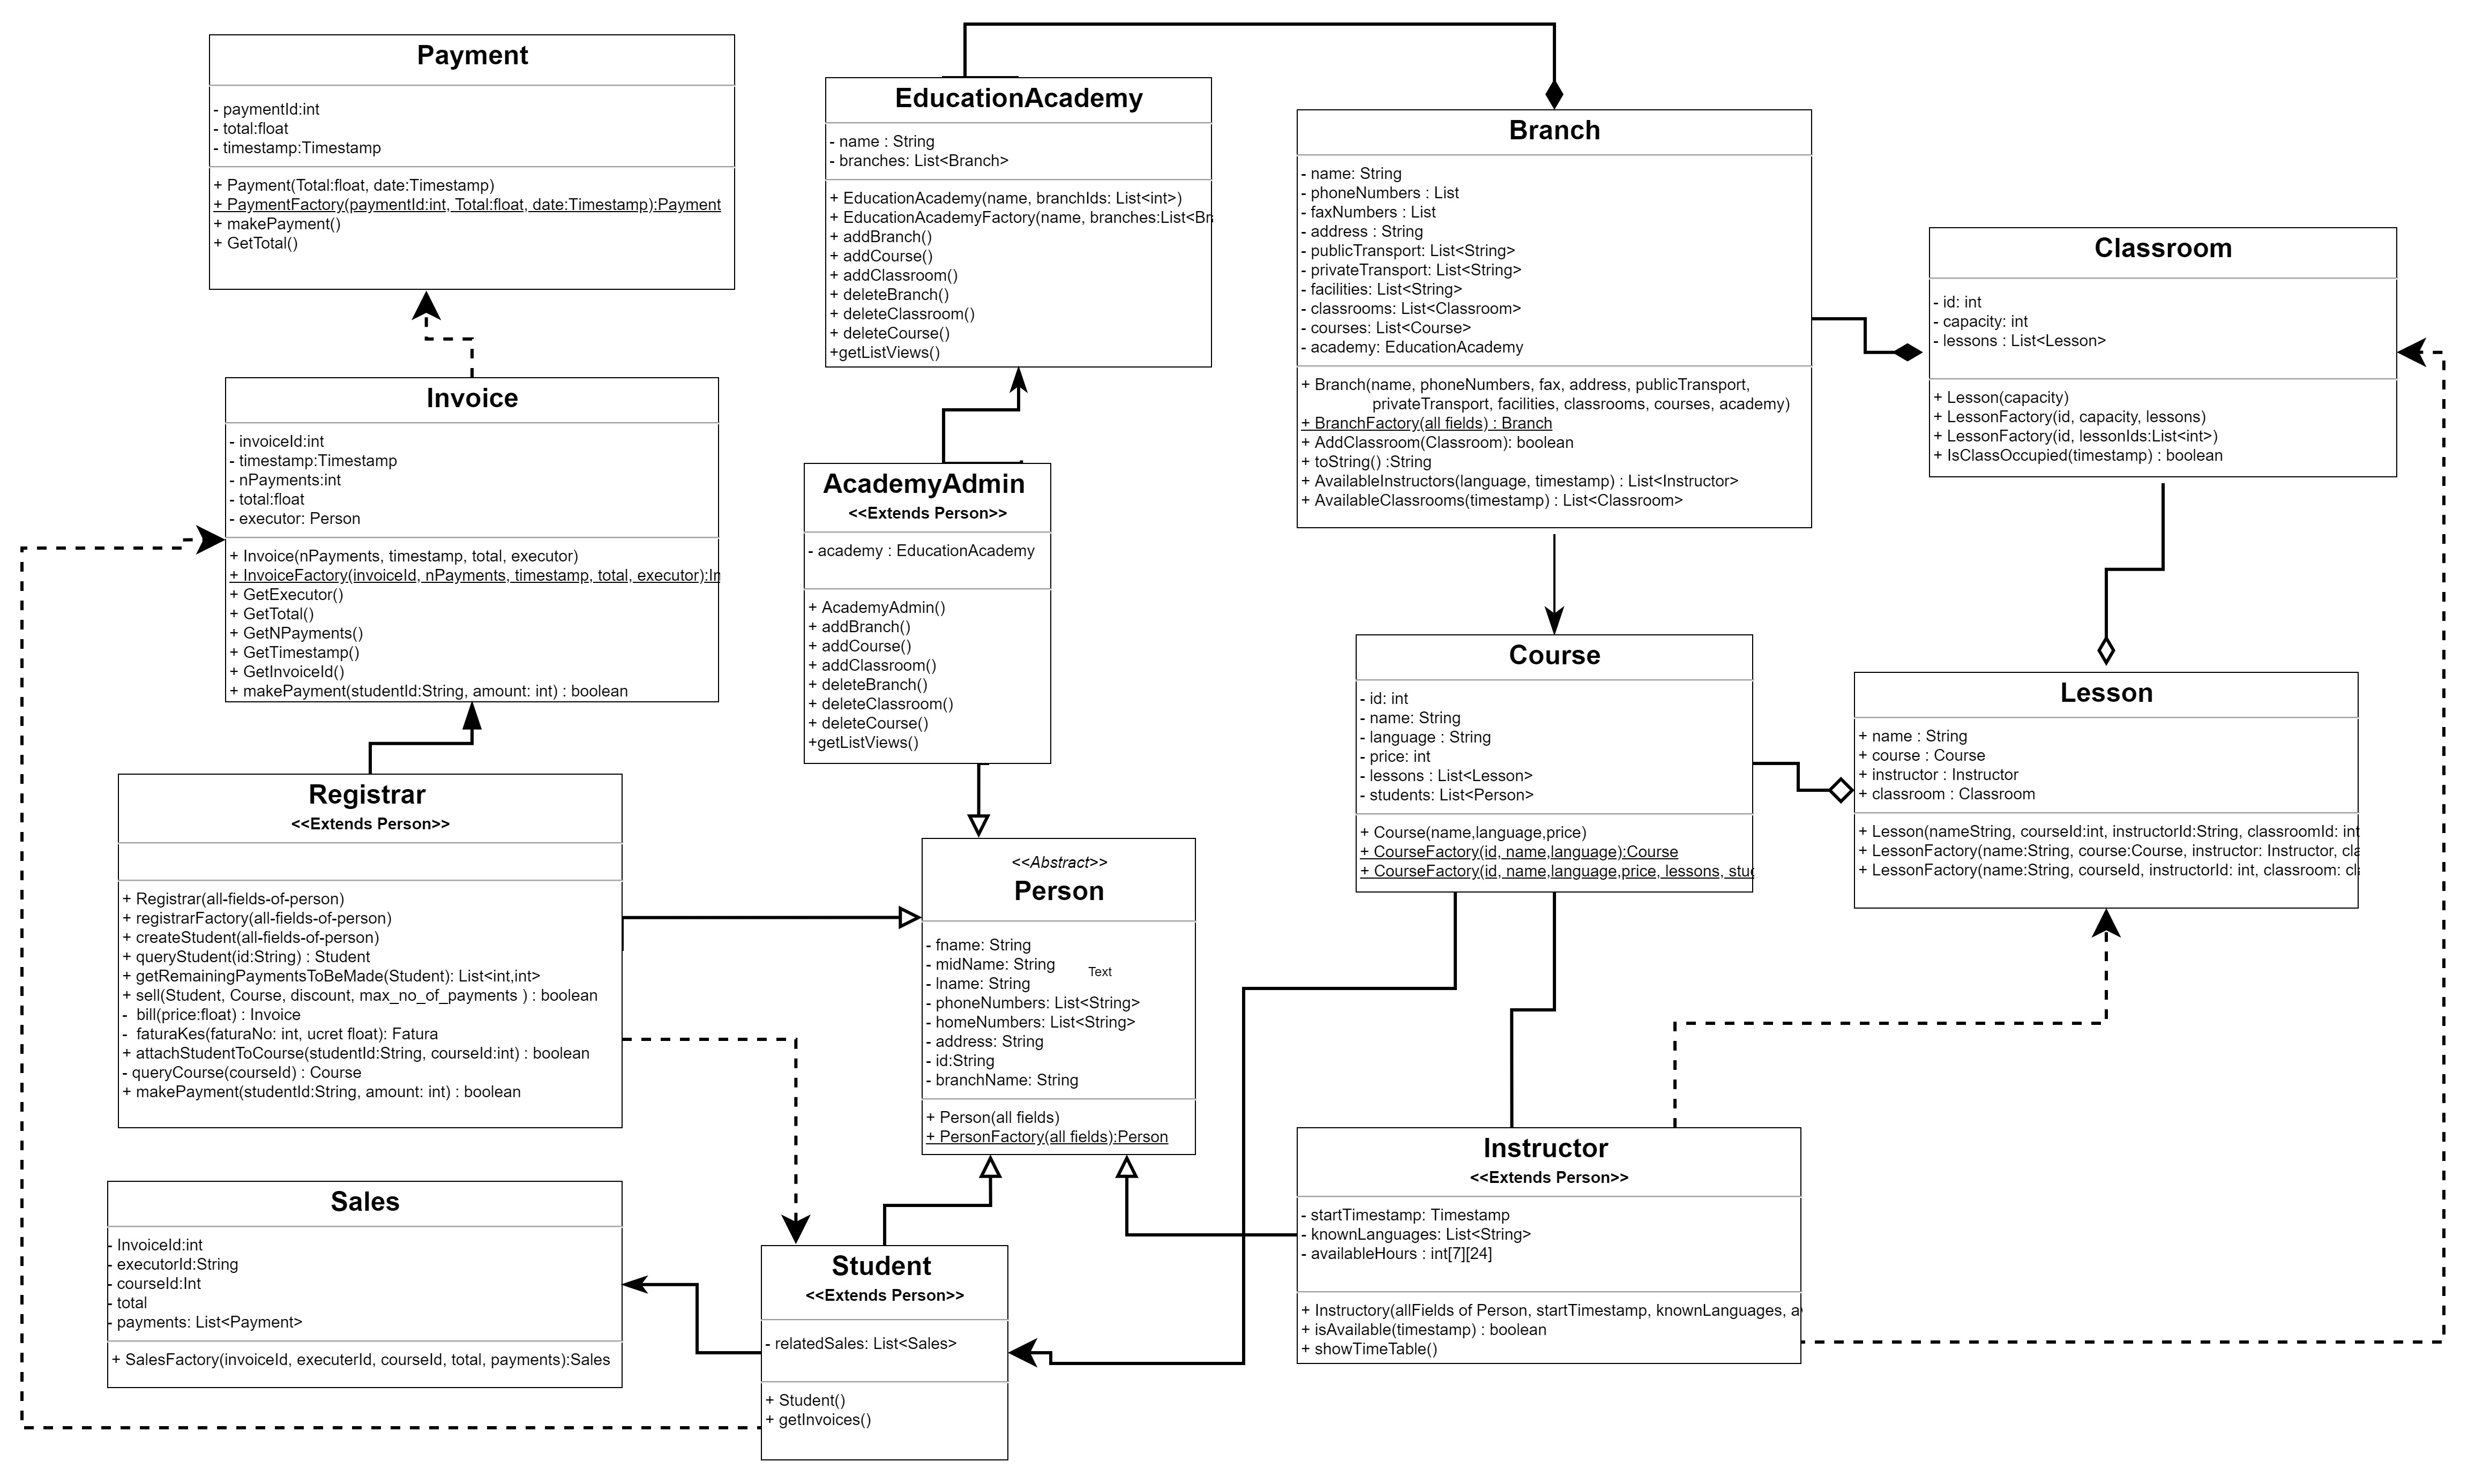 Payment
- paymentId:int
- total:float
- timestamp:Timestamp
+ Payment(Total:float, date:Timestamp)
+ PaymentFactory(paymentId:int, Total:float, date:Timestamp):Payment
+ makePayment()
+ GetTotal()
EducationAcademy
- name : String
- branches: List<Branch>
+ EducationAcademy(name, branchIds: List<int>)
+ EducationAcademyFactory(name, branches:List<Br
+ addBranch()
+ addCourse()
+ addClassroom()
+ deleteBranch()
+ deleteClassroom()
+ deleteCourse()
+getListViews()
Branch
- name: String
- phoneNumbers : List
- faxNumbers : List
- address : String
- publicTransport: List<String>
- privateTransport: List<String>
- facilities: List<String>
- classrooms: List<Classroom>
- courses: List<Course>
- academy: EducationAcademy
+ Branch(name, phoneNumbers, fax, address, publicTransport,
privateTransport, facilities, classrooms, courses, academy)
+ BranchFactory(all fields) : Branch
+ AddClassroom(Classroom): boolean
+ toString() :String
+ AvailableInstructors(language, timestamp) : List<Instructor>
+ AvailableClassrooms(timestamp) : List<Classroom>
Classroom
- id: int
- capacity: int
- lessons : List<Lesson>
+ Lesson(capacity)
+ LessonFactory(id, capacity, lessons)
+ LessonFactory(id, lessonIds:List<int>)
+ IsClassOccupied(timestamp) : boolean
Invoice
- invoiceId:int
- timestamp:Timestamp
- nPayments:int
- total:float
- executor: Person
+ Invoice(nPayments, timestamp, total, executor)
+ InvoiceFactory(invoiceId, nPayments, timestamp, total, executor):In
+ GetExecutor()
+ GetTotal()
+ GetNPayments()
+ GetTimestamp()
+ GetInvoiceId()
+ makePayment(studentId:String, amount: int) : boolean
AcademyAdmin
<<Extends Person>>
- academy : EducationAcademy
+ AcademyAdmin()
+ addBranch()
+ addCourse()
+ addClassroom()
+ deleteBranch()
+ deleteClassroom()
+ deleteCourse()
+getListViews()
Course
- id: int
- name: String
- language : String
- price: int
- lessons : List<Lesson>
- students: List<Person>
+ Course(name,language,price)
+ CourseFactory(id, name,language):Course
+ CourseFactory(id, name,language,price, lessons, stud
Lesson
+ name : String
+ course : Course
+ instructor : Instructor
+ classroom : Classroom
+ Lesson(nameString, courseId:int, instructorId:String, classroomId: int
+ LessonFactory(name:String, course:Course, instructor: Instructor, cla
+ LessonFactory(name:String, courseId, instructorId: int, classroom: cl
Registrar
<<Extends Person>>
+ Registrar(all-fields-of-person)
+ registrarFactory(all-fields-of-person)
+ createStudent(all-fields-of-person)
+ queryStudent(id:String) : Student
+ getRemainingPaymentsToBeMade(Student): List<int,int>
+ sell(Student, Course, discount, max_no_of_payments ) : boolean
- bill(price:float) : Invoice
- faturaKes(faturaNo: int, ucret float): Fatura
+ attachStudentToCourse(studentId:String, courseId:int) : boolean
- queryCourse(courseId) : Course
+ makePayment(studentId:String, amount: int) : boolean
<<Abstract>>
Person
- fname: String
- midName: String
Text
- lname: String
- phoneNumbers: List<String>
- homeNumbers: List<String>
- address: String
- id:String
- branchName: String
+ Person(all fields)
+ PersonFactory(all fields):Person
Sales
- InvoiceId:int
- executorId:String
- courseId:Int
- total
- payments: List<Payment>
+ SalesFactory(invoiceId, executerId, courseId, total, payments):Sales
Student
<<Extends Person>>
- relatedSales: List<Sales>
+ Student()
+ getInvoices()
Instructor
<<Extends Person>>
- startTimestamp: Timestamp
- knownLanguages: List<String>
- availableHours : int[7][24]
+ Instructory(allFields of Person, startTimestamp, knownLanguages, a
+ isAvailable(timestamp) : boolean
+ showTimeTable()